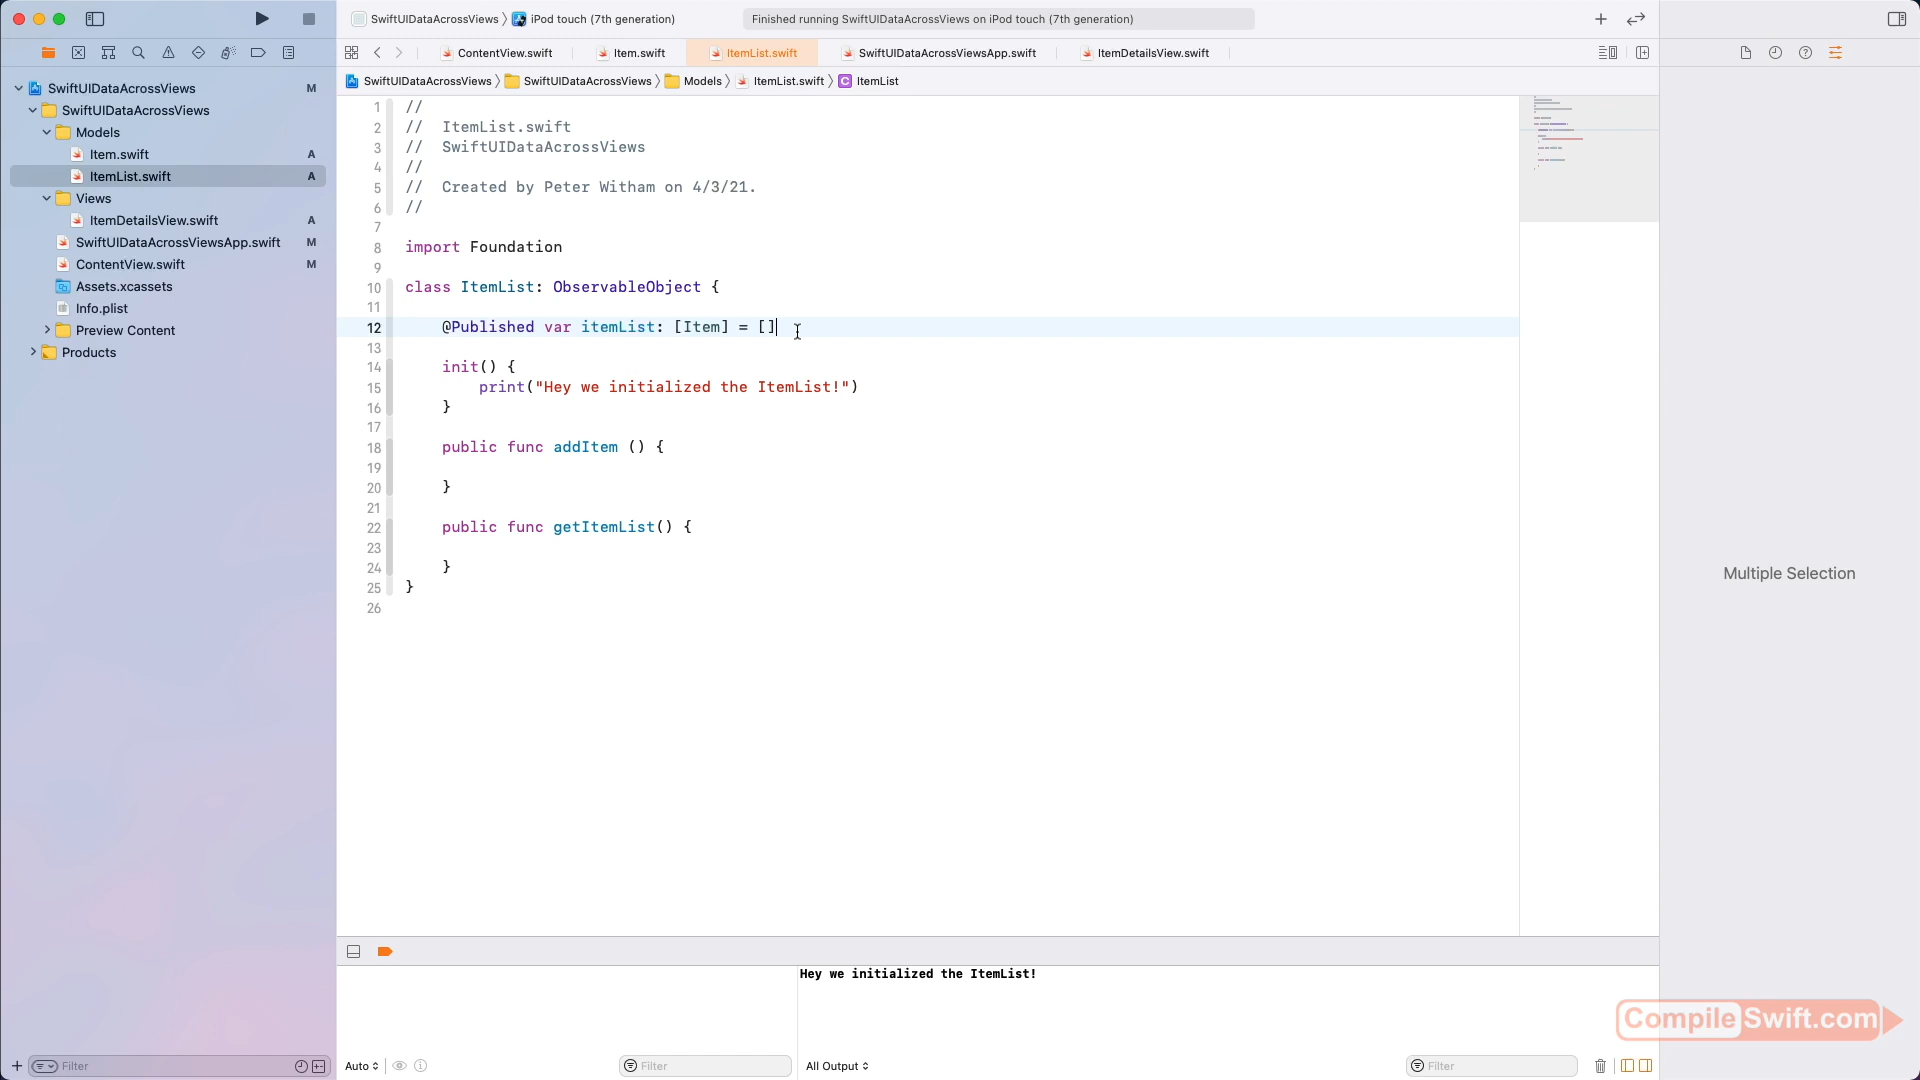 SwiftUIDataAcrossViews
iPod touch (7th generation)
Finished running SwiftUIDataAcrossViews on iPod touch (7th generation)
ContentView.swift
Item.swift
ItemList.swift
SwiftUIDataAcrossViewsApp.swift
ItemDetailsView.swift
SwiftUIDataAcrossViews
SwiftUIDataAcrossViews
Models
ItemList.swift
C ItemList
SwiftUIDataAcrossViews M
SwiftUIDataAcrossViews
Models
Item.swift A
ItemList.swift A
Views
ItemDetailsView.swift A
SwiftUIDataAcrossViewsApp.swift M
ContentView.swift M
Assets.xcassets
Info.plist
Preview Content
Products
1 //
2 // ItemList.swift
3 // SwiftUIDataAcrossViews
4 //
5 // Created by Peter Witham on 4/3/21.
6 //
7
8 import Foundation
9
10 class ItemList: ObservableObject {
11
12 @Published var itemList: [Item] = []
13
14 init() {
15 print("Hey we initialized the ItemList!")
16 }
17
18 public func addItem () {
19
20 }
21
22 public func getItemList() {
23
24 }
25 }
26
Multiple Selection
Hey we initialized the ItemList!
CompileSwift.com
Filter
Auto
Filter
All Output
Filter